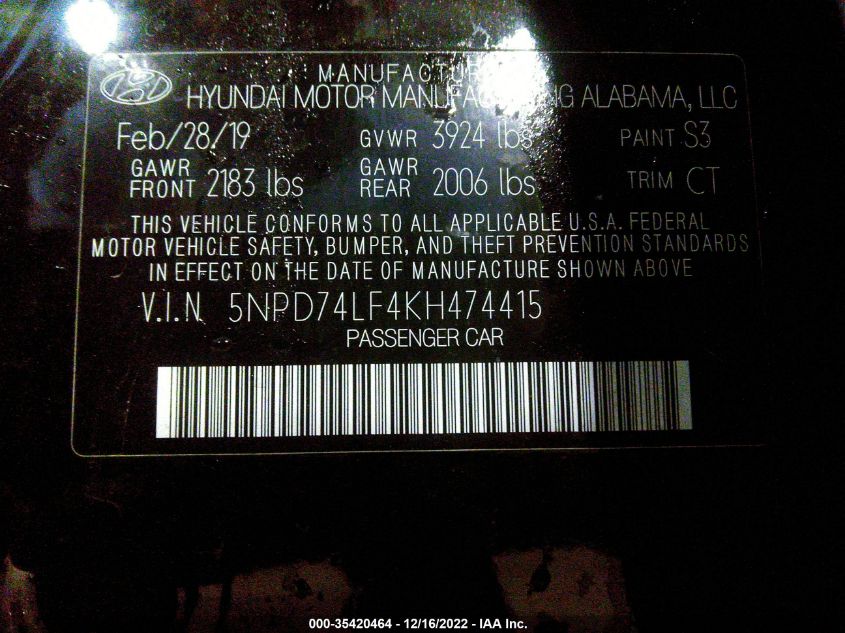 MANUFACTUR
HYUNDAI MOTOR MANUFACTURING ALABAMA, LLC
Feb/28/19 GVWR 3924 lbs PAINT S3
GAWR FRONT 2183 lbs GAWR REAR 2006 lbs TRIM CT
THIS VEHICLE CONFORMS TO ALL APPLICABLE U.S.A. FEDERAL
MOTOR VEHICLE SAFETY, BUMPER, AND THEFT PREVENTION STANDARDS
IN EFFECT ON THE DATE OF MANUFACTURE SHOWN ABOVE
V.I.N 5NPD74LF4KH474415
PASSENGER CAR
000-35420464 - 12/16/2022 - IAA Inc.